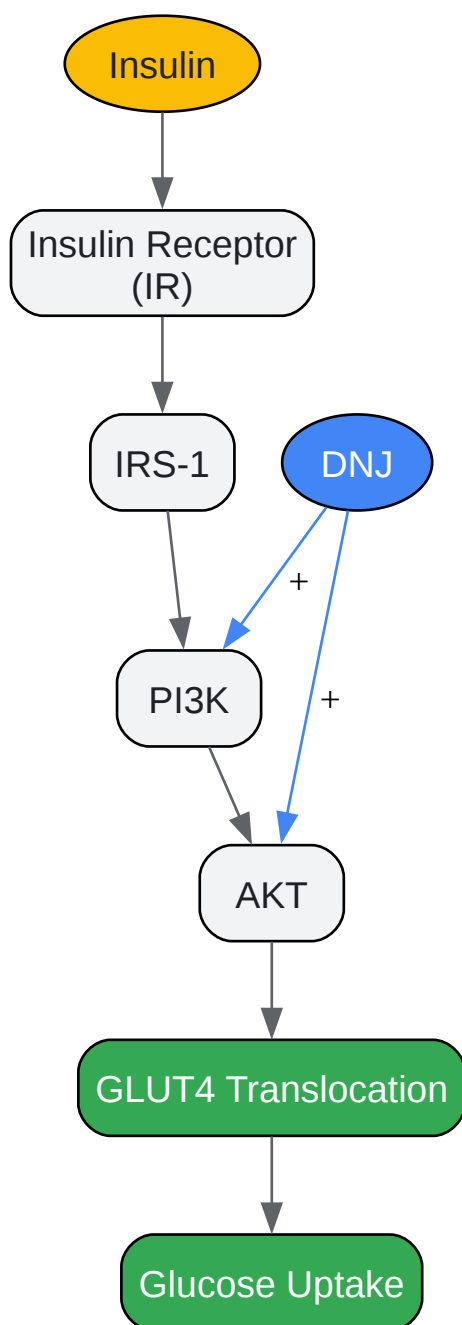 Insulin
Insulin Receptor
(IR)
IRS-1
DNJ
+
PI3K
+
AKT
GLUT4 Translocation
Glucose Uptake